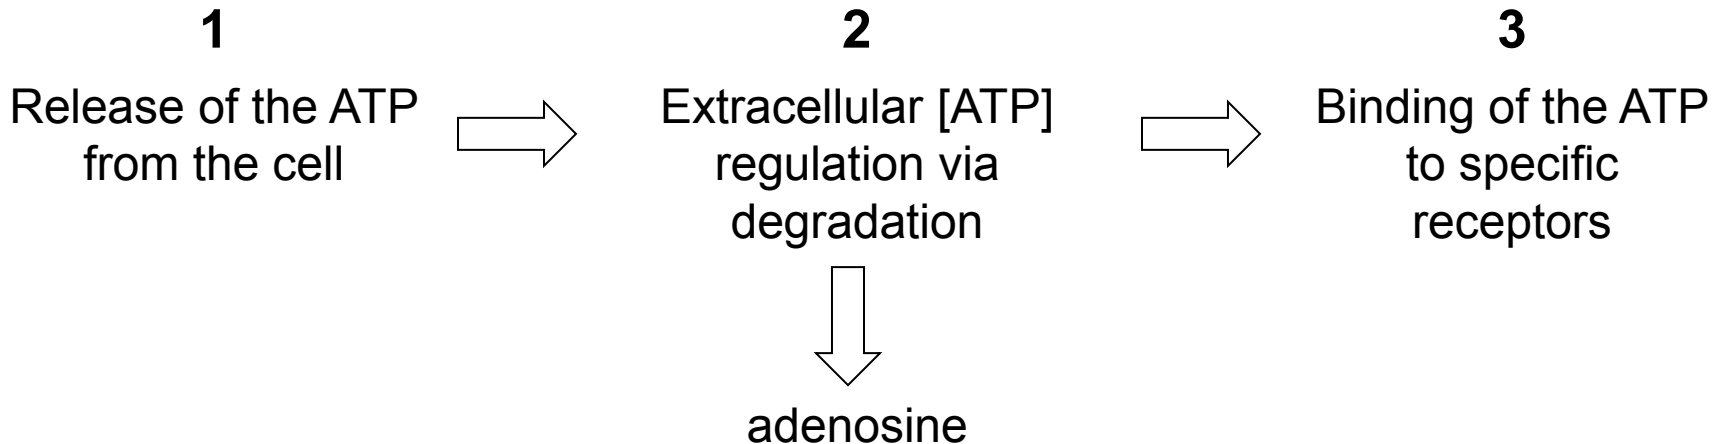 1
Release of the ATP
from the cell
2
Extracellular [ATP]
regulation via
degradation
3
Binding of the ATP
to specific
receptors
adenosine